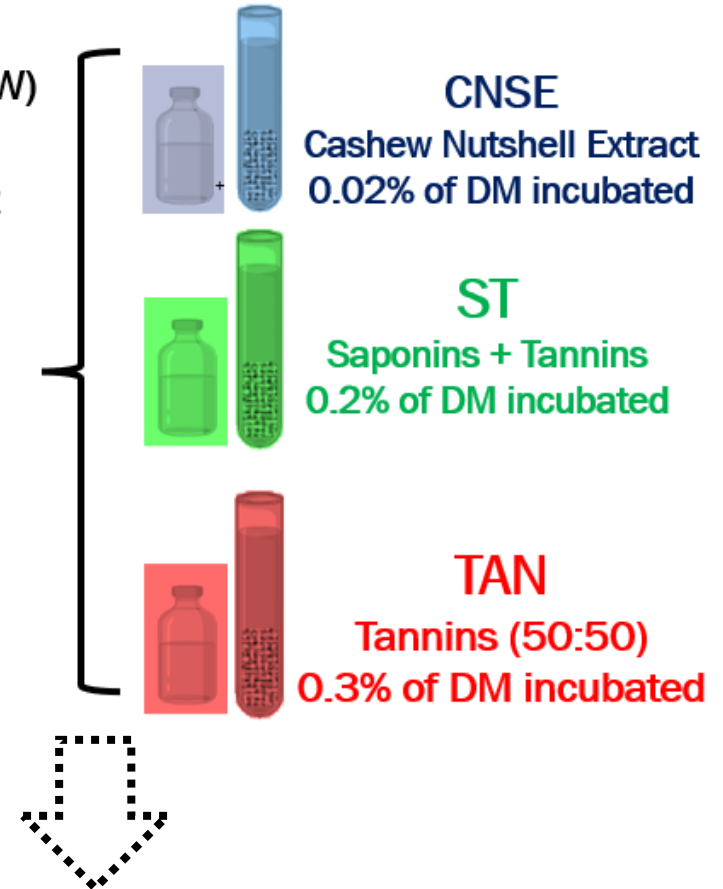 W)
CNSE
Cashew Nutshell Extract
0.02% of DM incubated
+
ST
Saponins + Tannins
0.2% of DM incubated
TAN
Tannins (50:50)
0.3% of DM incubated